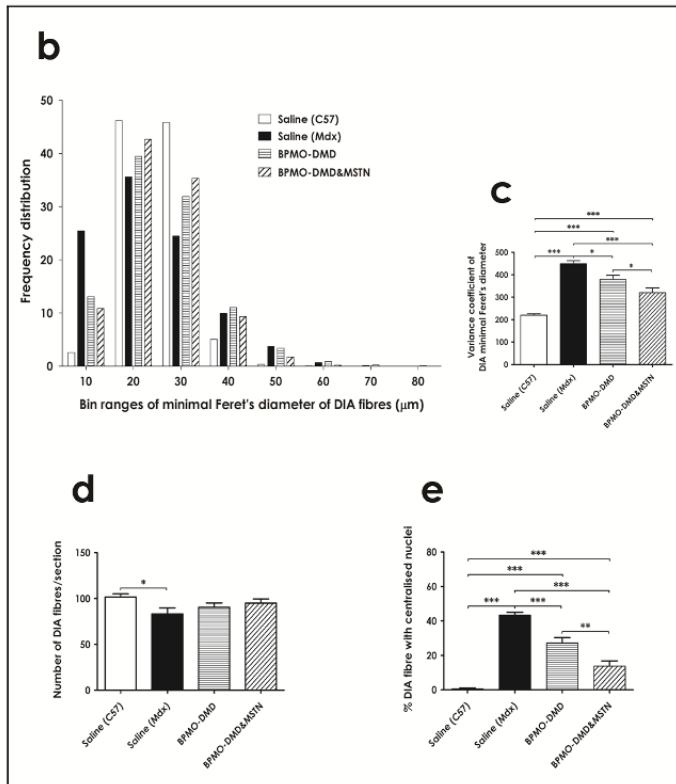 b
50
40
30
20
10
0
Frequency distribution
Saline (C57)
Saline (Mdx)
BPMO-DMD
BPMO-DMD&MSTN
10 20 30 40 50 60 70 80
Bin ranges of minimal Feret's diameter of DIA fibres (μm)
c
***
***
***
*** *
*
500
400
300
200
100
0
Variance coefficient of
DIA minimal Feret's diameter
Saline (C57)
Saline (Mdx)
BPMO-DMD
BPMO-DMD&MSTN
d
*
150
100
50
0
Number of DIA fibres/section
Saline (C57)
Saline (Mdx)
BPMO-DMD
BPMO-DMD&MSTN
e
***
***
***
*** ***
**
80
60
40
20
0
% DIA fibre with centralised nuclei
Saline (C57)
Saline (Mdx)
BPMO-DMD
BPMO-DMD&MSTN